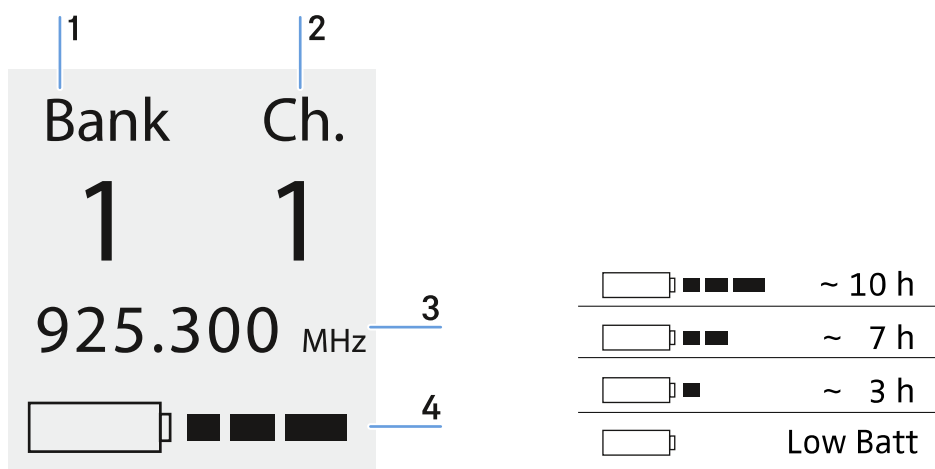 1 2
Bank Ch.
1 1
925.300 MHz
3
4
~ 10 h
~ 7 h
~ 3 h
Low Batt